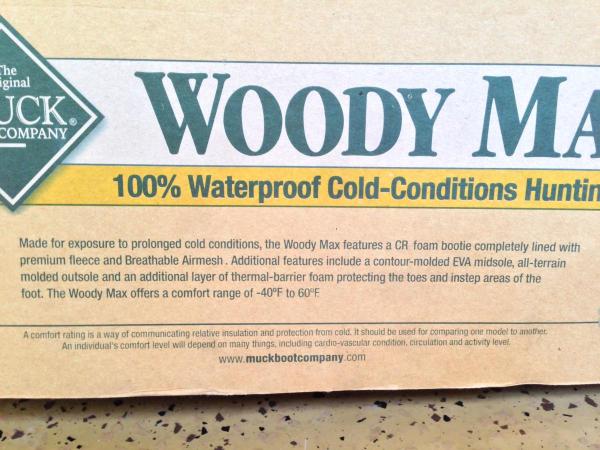 The
iginal
UCK®
COMPANY
WOODY MA
100% Waterproof Cold-Conditions Huntin
Made for exposure to prolonged cold conditions, the Woody Max features a CR foam bootie completely lined with
premium fleece and Breathable Airmesh. Additional features include a contour-molded EVA midsole, all-terrain
molded outsole and an additional layer of thermal-barrier foam protecting the toes and instep areas of the
foot. The Woody Max offers a comfort range of -40ºF to 60ºF.
A comfort rating is a way of communicating relative insulation and protection from cold. It should be used for comparing one model to another.
An individual's comfort level will depend on many things, including cardio-vascular condition, circulation and activity level.
www.muckbootcompany.com